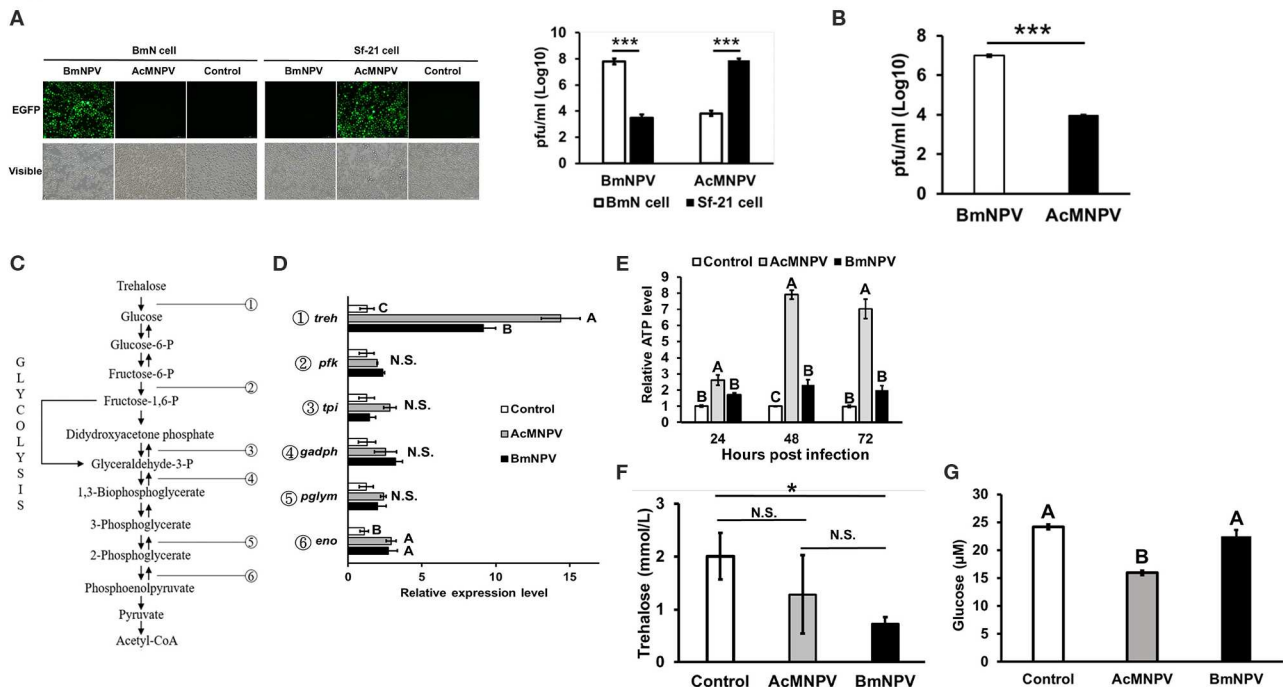 A
BmN cell
Sf-21 cell
BmNPV AcMNPV Control BmNPV AcMNPV Control
EGFP
Visible
pfu/ml (Log10)
10
8
6
4
2
0
*** ***
BmNPV AcMNPV
BmN cell Sf-21 cell
B
pfu/ml (Log10)
8
6
4
2
0
***
BmNPV AcMNPV
C
GLYCOLYSIS
Trehalose
①
Glucose
Glucose-6-P
Fructose-6-P
②
Fructose-1,6-P
Didydroxyacetone phosphate
③
Glyceraldehyde-3-P
④
1,3-Biophosphoglycerate
3-Phosphoglycerate
⑤
2-Phosphoglycerate
⑥
Phosphoenolpyruvate
Pyruvate
Acetyl-CoA
D
① treh
C
A
B
② pfk
N.S.
③ tpi
N.S.
④ gadph
N.S.
⑤ pglym
N.S.
⑥ eno
B
A
A
Control
AcMNPV
BmNPV
0 5 10 15
Relative expression level
E
Control AcMNPV BmNPV
Relative ATP level
9
8
7
6
5
4
3
2
1
0
B A B
C A B
B A B
24 48 72
Hours post infection
F
Trehalose (mmol/L)
3
2
1
0
*
N.S.
N.S.
Control AcMNPV BmNPV
G
Glucose (μM)
30
25
20
15
10
5
0
A B A
Control AcMNPV BmNPV